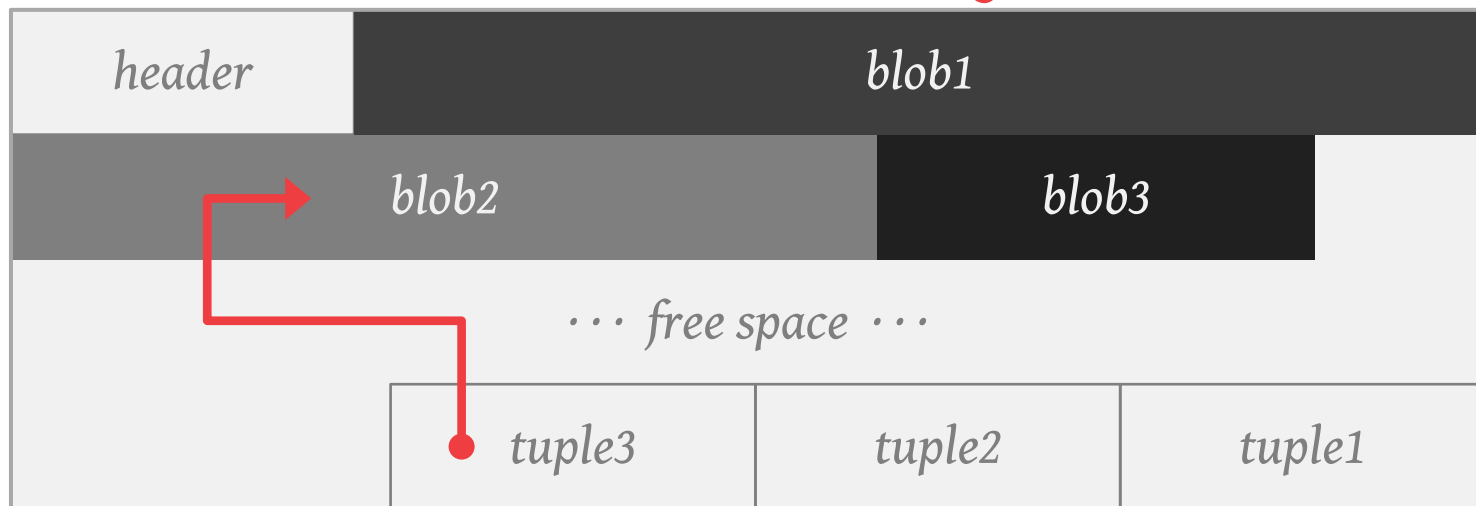 header blob1
blob2 blob3
··· free space ···
tuple3 tuple2 tuple1